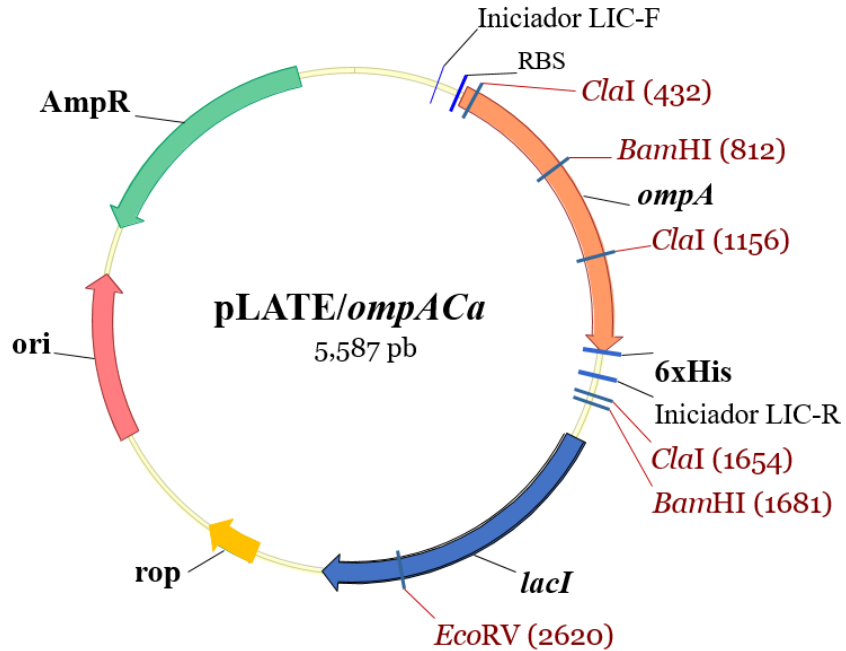 Iniciador LIC-F
RBS
ClaI (432)
AmpR
BamHI (812)
ompA
ClaI (1156)
pLATE/ompACa
5,587 pb
ori
6xHis
Iniciador LIC-R
ClaI (1654)
BamHI (1681)
rop
lacI
EcoRV (2620)